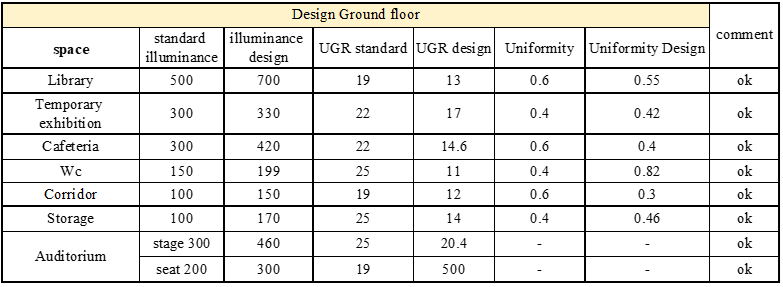 Design Ground floor
comment
space standard illuminance illuminance design UGR standard UGR design Uniformity Uniformity Design
Library 500 700 19 13 0.6 0.55 ok
Temporary exhibition 300 330 22 17 0.4 0.42 ok
Cafeteria 300 420 22 14.6 0.6 0.4 ok
Wc 150 199 25 11 0.4 0.82 ok
Corridor 100 150 19 12 0.6 0.3 ok
Storage 100 170 25 14 0.4 0.46 ok
Auditorium stage 300 460 25 20.4 - - ok
seat 200 300 19 500 - - ok